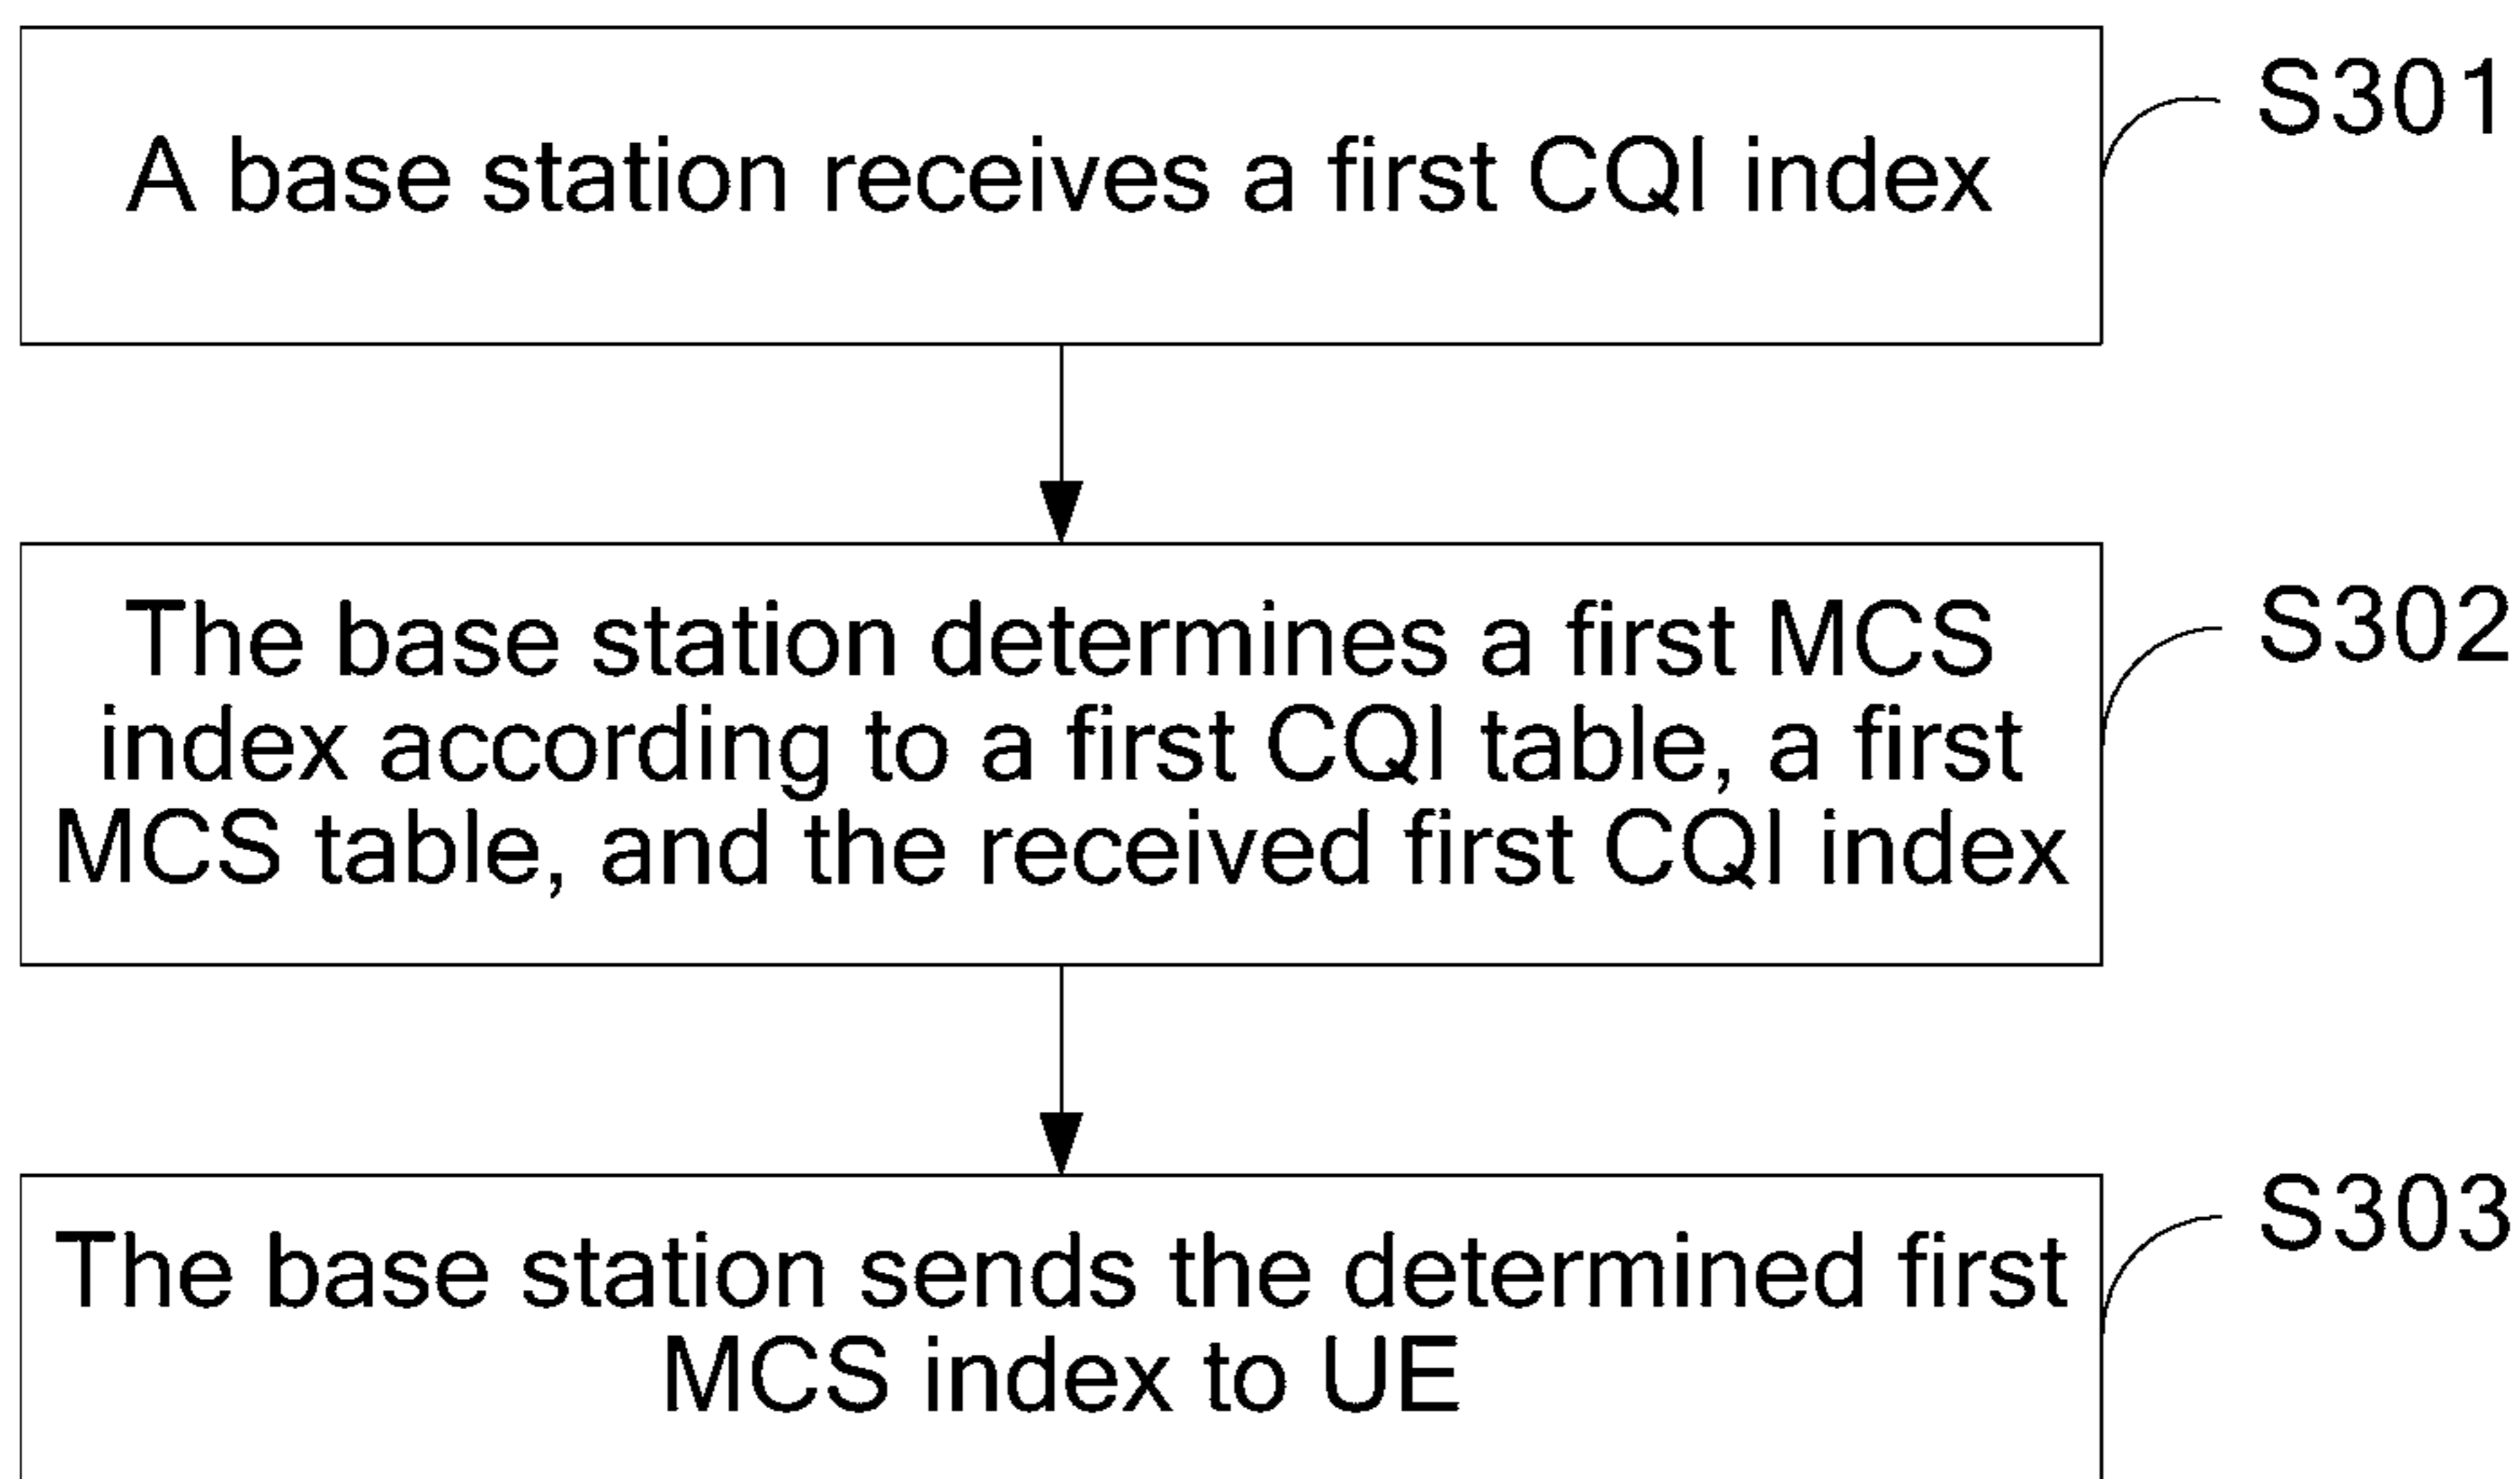 A base station receives a first CQI index
S301
The base station determines a first MCS
index according to a first CQI table, a first
MCS table, and the received first CQI index
S302
The base station sends the determined first
MCS index to UE
S303